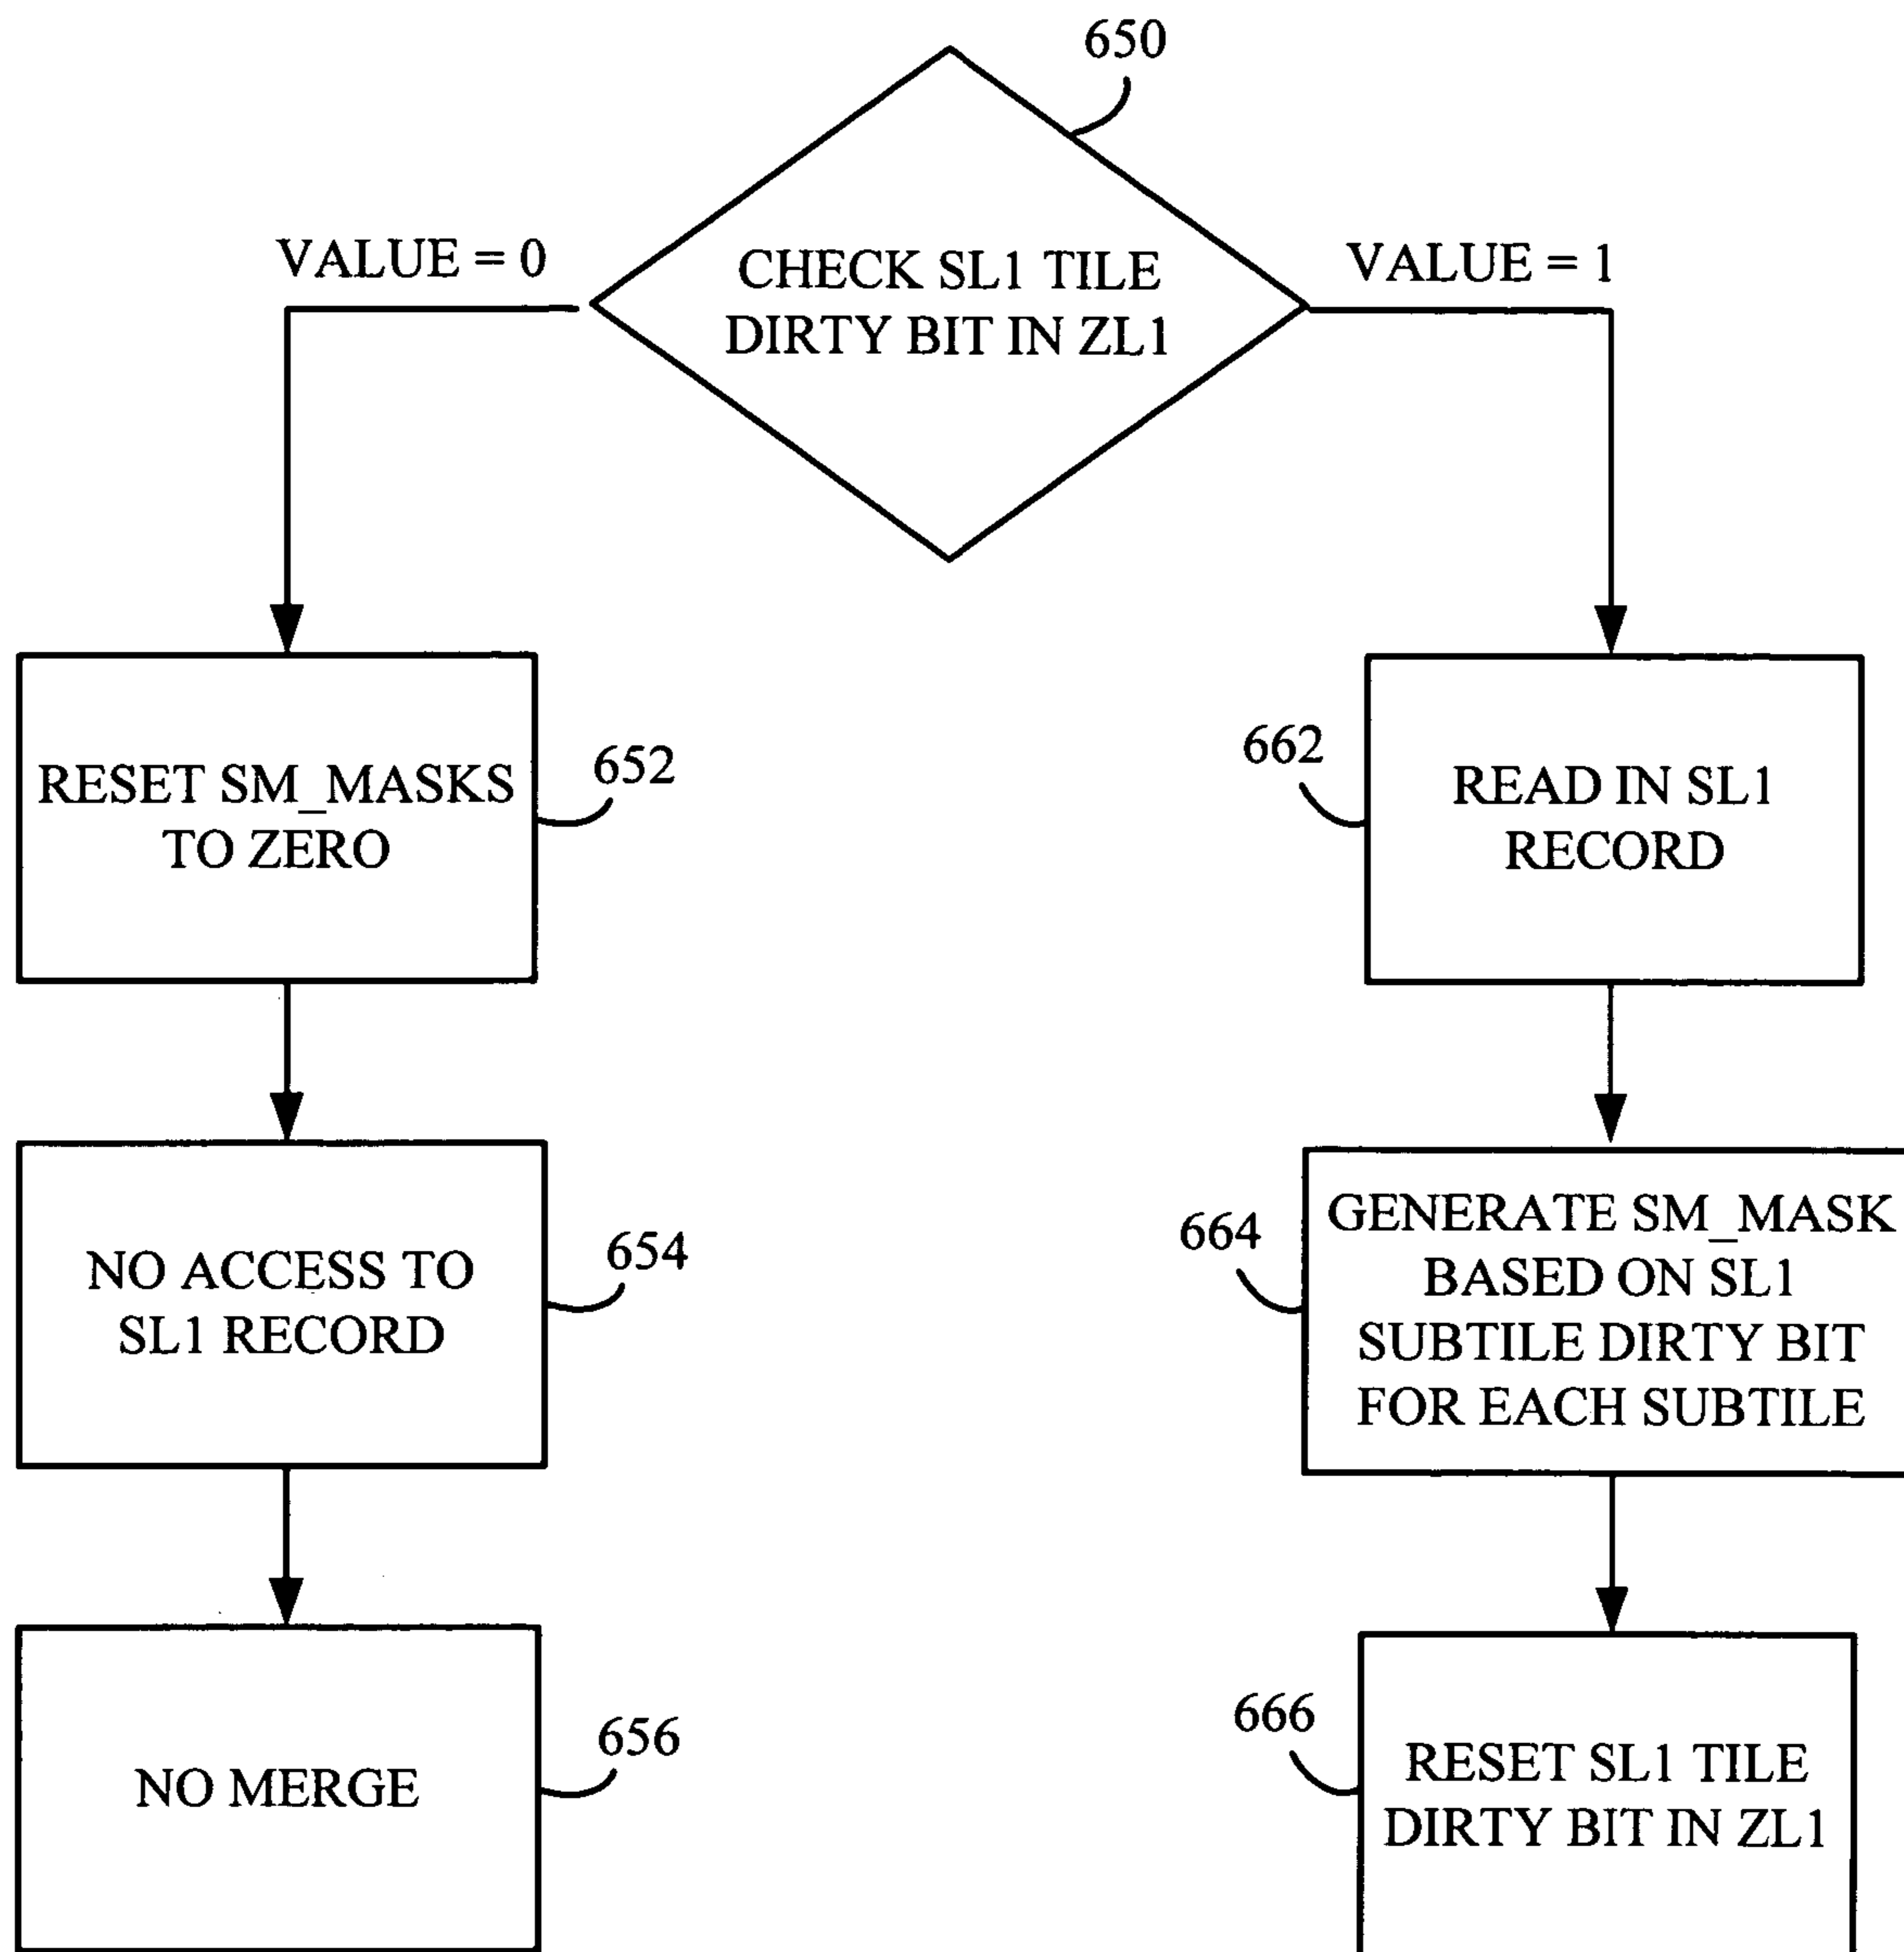 650
VALUE = 0
CHECK SL1 TILE
DIRTY BIT IN ZL1
VALUE = 1
RESET SM_MASKS
TO ZERO
652
662
READ IN SL1
RECORD
NO ACCESS TO
SL1 RECORD
654
664
GENERATE SM_MASK
BASED ON SL1
SUBTILE DIRTY BIT
FOR EACH SUBTILE
NO MERGE
656
666
RESET SL1 TILE
DIRTY BIT IN ZL1